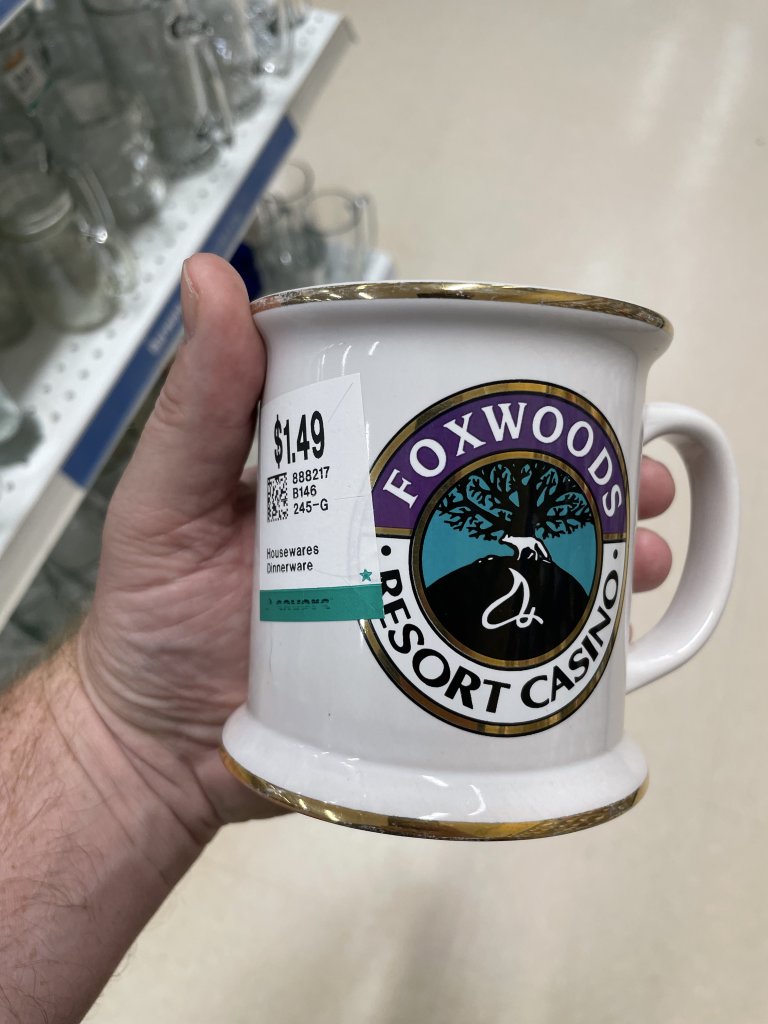 $1.49
888217
B146
245-G
Housewares
Dinnerware
FOXWOODS
• RESORT CASINO •